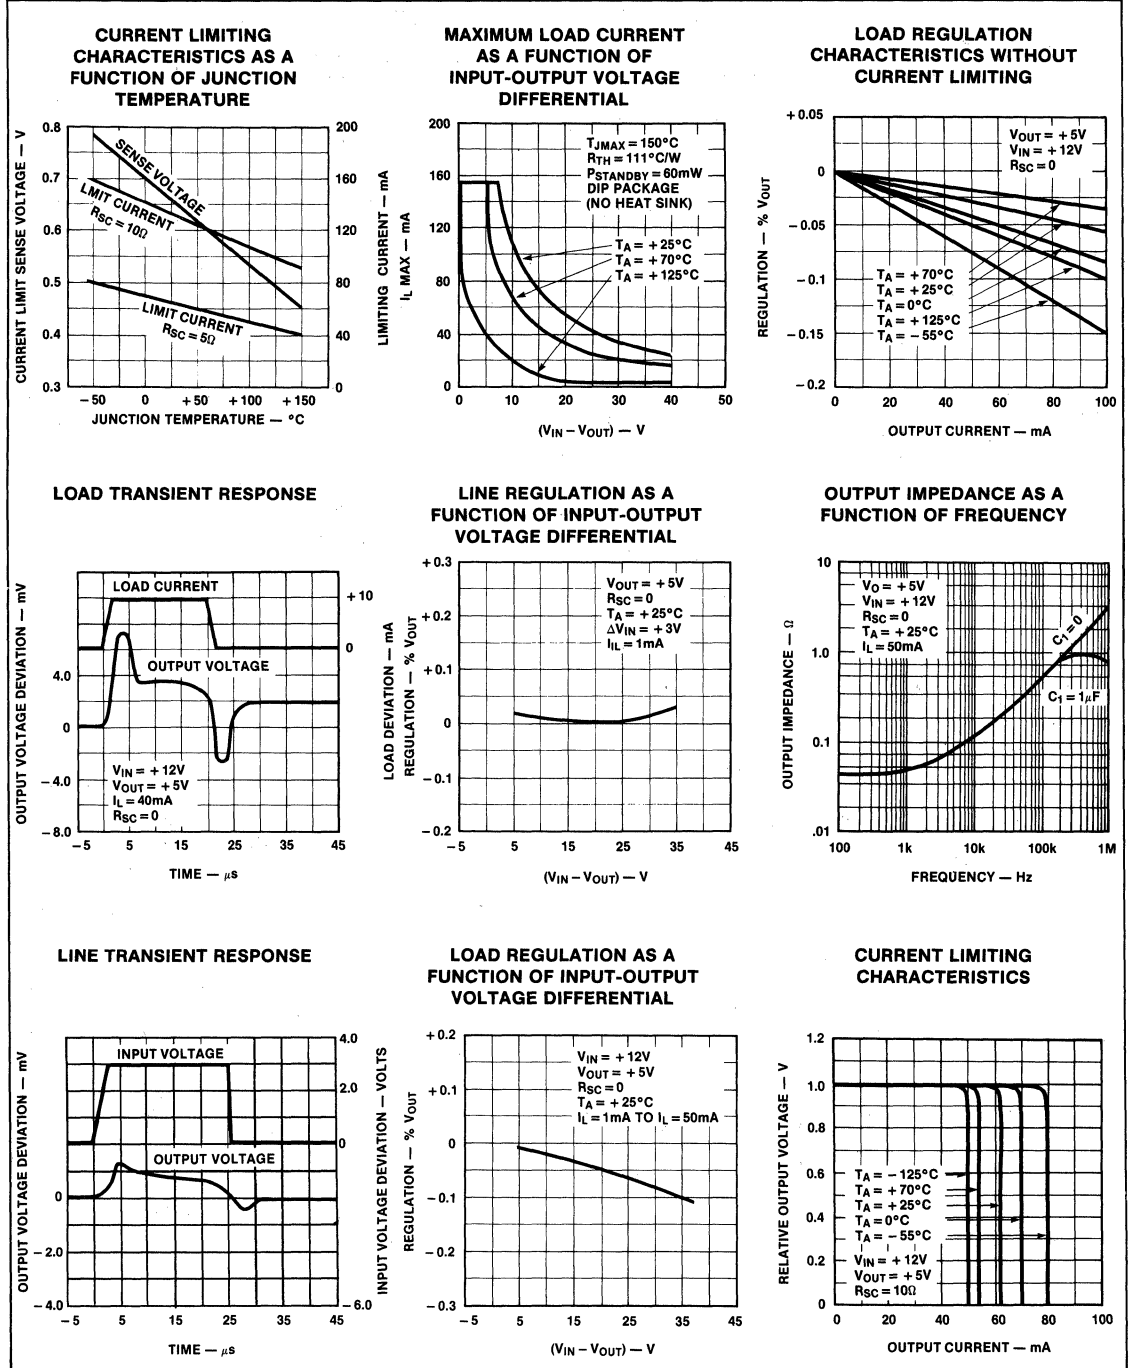 CURRENT LIMITING
CHARACTERISTICS AS A
FUNCTION OF JUNCTION
TEMPERATURE
CURRENT LIMIT SENSE VOLTAGE — V
0.8
0.7
0.6
0.5
0.4
0.3
SENSE VOLTAGE
LIMIT CURRENT
RSC = 10Ω
LIMIT CURRENT
RSC = 5Ω
200
160
120
80
40
0
LIMITING CURRENT — mA
−50 0 +50 +100 +150
JUNCTION TEMPERATURE — °C
MAXIMUM LOAD CURRENT
AS A FUNCTION OF
INPUT-OUTPUT VOLTAGE
DIFFERENTIAL
IL MAX — mA
200
160
120
80
40
0
TJMAX = 150°C
RTH = 111°C/W
PSTANDBY = 60mW
DIP PACKAGE
(NO HEAT SINK)
TA = +25°C
TA = +70°C
TA = +125°C
0 10 20 30 40 50
(VIN − VOUT) — V
LOAD REGULATION
CHARACTERISTICS WITHOUT
CURRENT LIMITING
REGULATION — % VOUT
+0.05
0
−0.05
−0.1
−0.15
−0.2
VOUT = +5V
VIN = +12V
RSC = 0
TA = +70°C
TA = +25°C
TA = 0°C
TA = +125°C
TA = −55°C
0 20 40 60 80 100
OUTPUT CURRENT — mA
LOAD TRANSIENT RESPONSE
OUTPUT VOLTAGE DEVIATION — mV
4.0
0
−4.0
−8.0
LOAD CURRENT
OUTPUT VOLTAGE
VIN = +12V
VOUT = +5V
IL = 40mA
RSC = 0
+10
0
LOAD DEVIATION — mA
−5 5 15 25 35 45
TIME — μs
LINE REGULATION AS A
FUNCTION OF INPUT-OUTPUT
VOLTAGE DIFFERENTIAL
REGULATION — % VOUT
+0.3
+0.2
+0.1
0
−0.1
−0.2
VOUT = +5V
RSC = 0
TA = +25°C
ΔVIN = +3V
IIL = 1mA
−5 5 15 25 35 45
(VIN − VOUT) — V
OUTPUT IMPEDANCE AS A
FUNCTION OF FREQUENCY
OUTPUT IMPEDANCE — Ω
10
1.0
0.1
.01
VO = +5V
VIN = +12V
RSC = 0
TA = +25°C
IL = 50mA
C1 = 0
C1 = 1μF
100 1k 10k 100k 1M
FREQUENCY — Hz
LINE TRANSIENT RESPONSE
OUTPUT VOLTAGE DEVIATION — mV
0
−2.0
−4.0
INPUT VOLTAGE
OUTPUT VOLTAGE
4.0
2.0
0
−6.0
INPUT VOLTAGE DEVIATION — VOLTS
−5 5 15 25 35 45
TIME — μs
LOAD REGULATION AS A
FUNCTION OF INPUT-OUTPUT
VOLTAGE DIFFERENTIAL
REGULATION — % VOUT
+0.2
+0.1
0
−0.1
−0.2
−0.3
VIN = +12V
VOUT = +5V
RSC = 0
TA = +25°C
IL = 1mA TO IL = 50mA
−5 5 15 25 35 45
(VIN − VOUT) — V
CURRENT LIMITING
CHARACTERISTICS
RELATIVE OUTPUT VOLTAGE — V
1.2
1.0
0.8
0.6
0.4
0.2
0
TA = −125°C
TA = +70°C
TA = +25°C
TA = 0°C
TA = −55°C
VIN = +12V
VOUT = +5V
RSC = 10Ω
0 20 40 60 80 100
OUTPUT CURRENT — mA